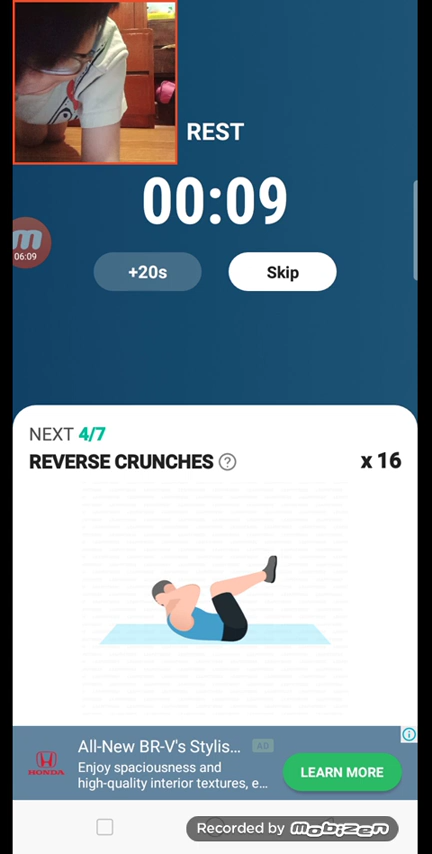 REST
00:09
m
06:09
+20s
Skip
NEXT 4/7
REVERSE CRUNCHES ?
x 16
All-New BR-V's Stylis... AD
HONDA
Enjoy spaciousness and
high-quality interior textures, e...
LEARN MORE
Recorded by Mobizen